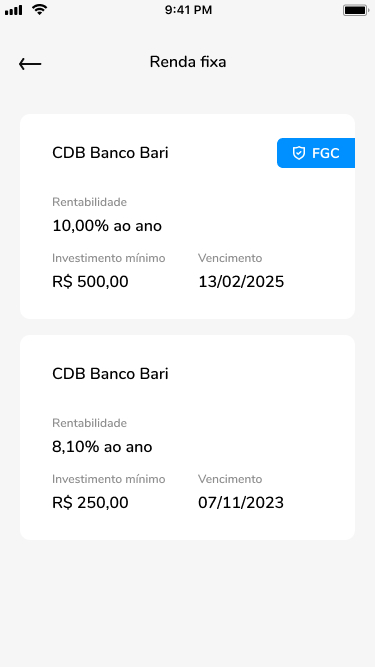 9:41 PM
Renda fixa
CDB Banco Bari
FGC
Rentabilidade
10,00% ao ano
Investimento mínimo Vencimento
R$ 500,00 13/02/2025
CDB Banco Bari
Rentabilidade
8,10% ao ano
Investimento mínimo Vencimento
R$ 250,00 07/11/2023